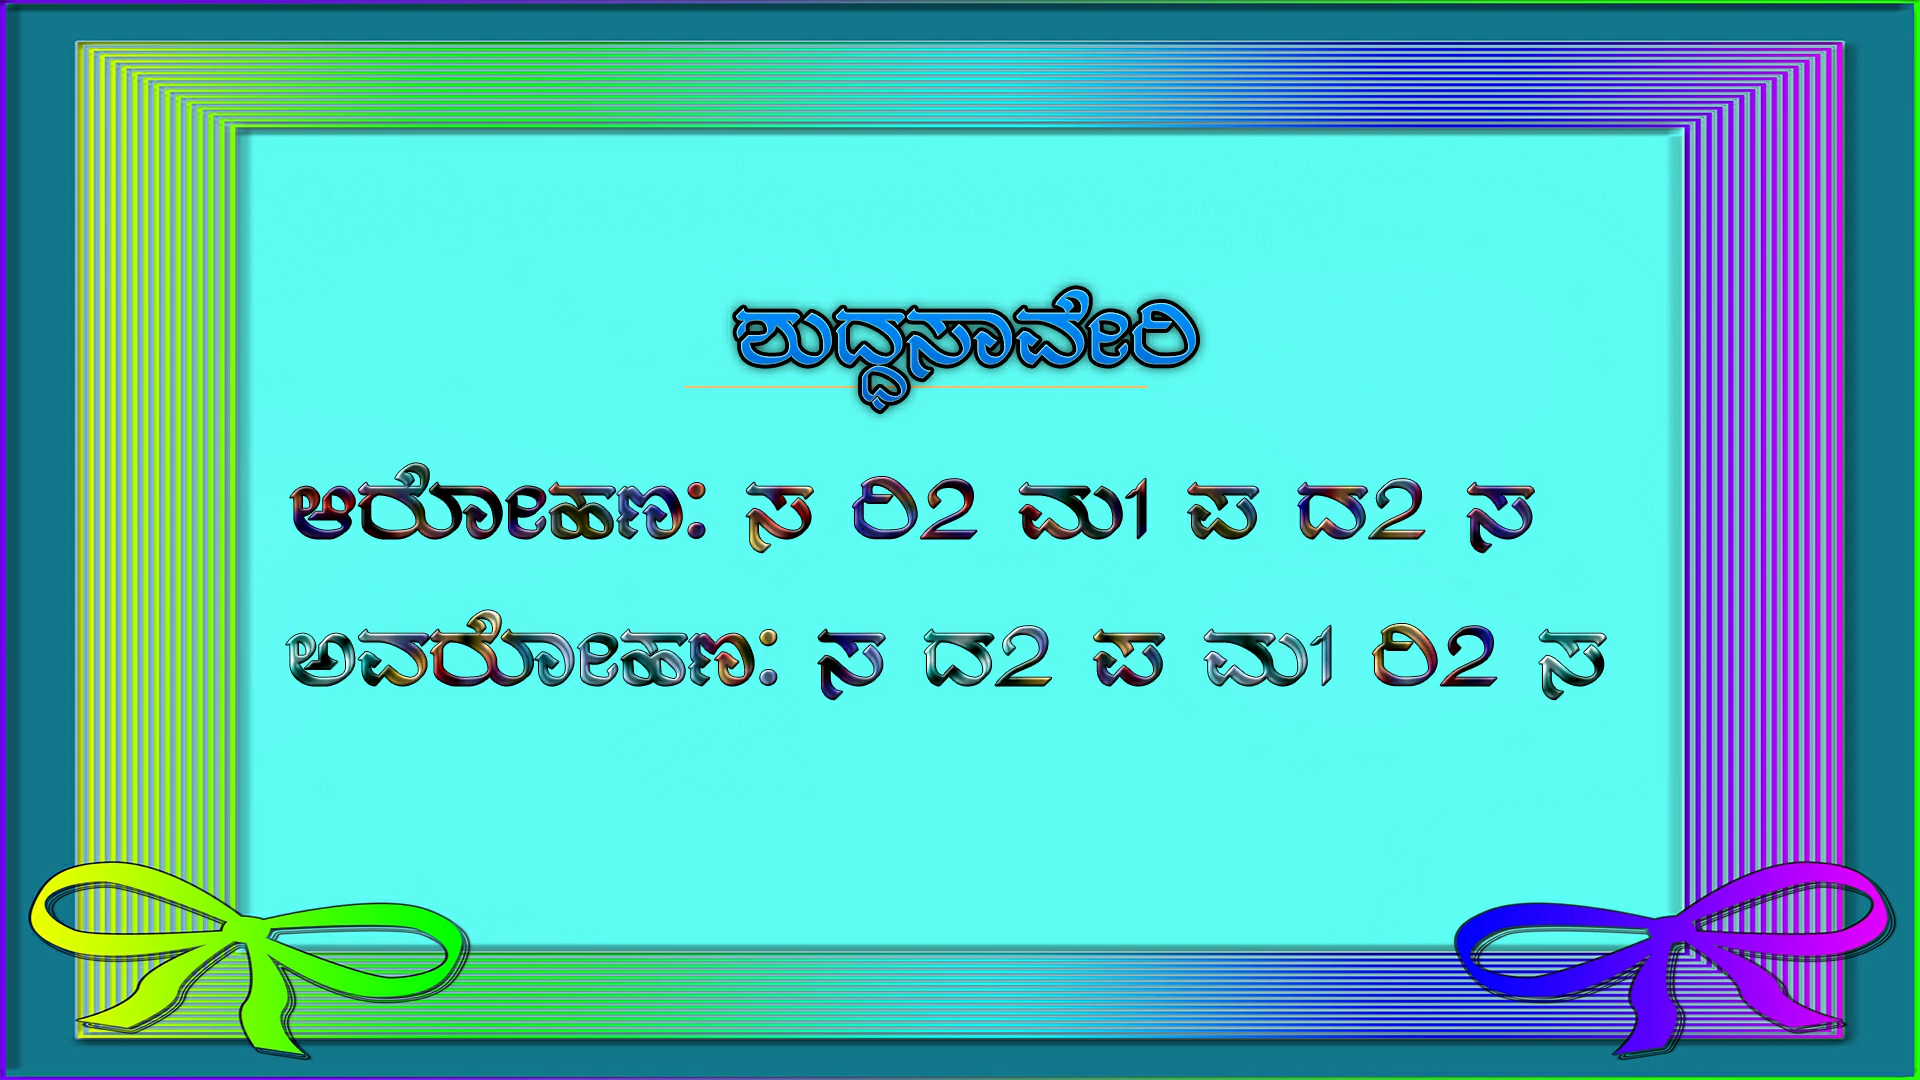 ಶುದ್ಧಸಾವೇರಿ
ಆರೋಹಣ: ಸ ರಿ2 ಮ1 ಪ ದ2 ಸ
ಅವರೋಹಣ: ಸ ದ2 ಪ ಮ1 ರಿ2 ಸ